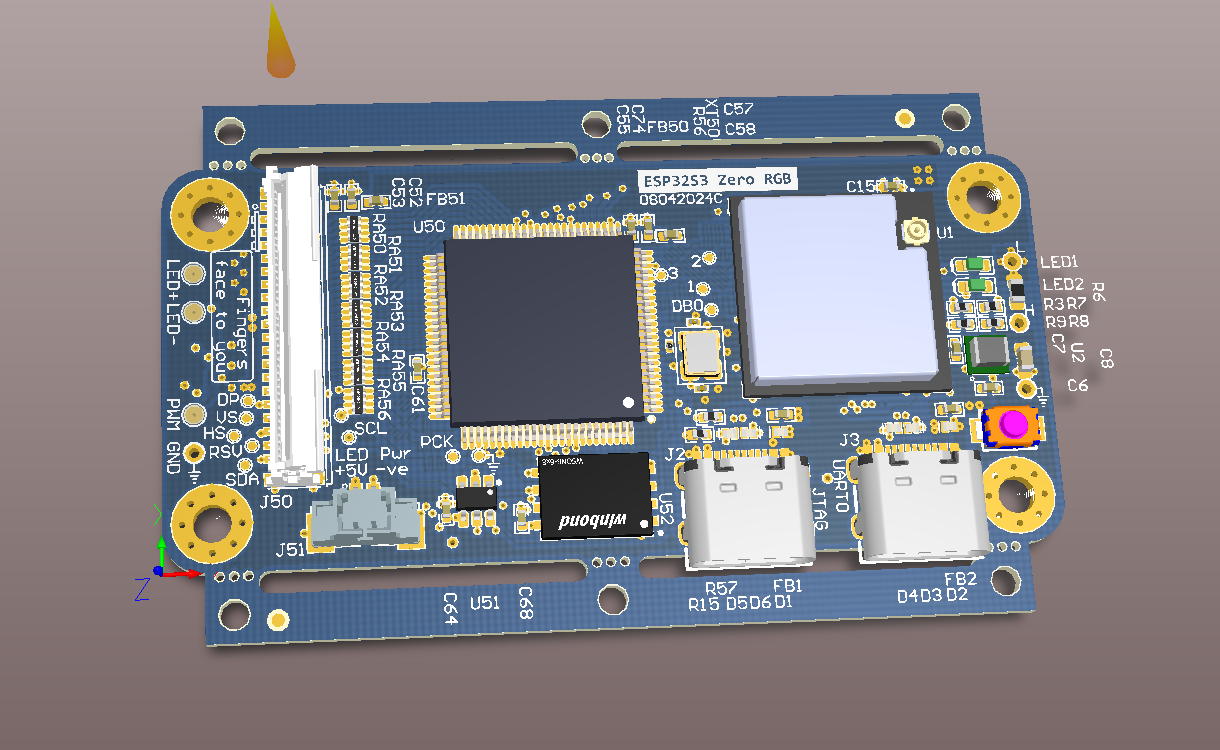 C57
C55
C74
FB50
R56
XT50
C58
ESP32S3 Zero RGB
08042024C
C15
C53
C52
FB51
U50
U1
RA50
RA51
RA52
RA53
RA54
RA55
RA56
C61
LED+
LED-
face to you
Fingers
2
3
1
DB0
LED1
LED2
R3 R7
R9 R8
R6
C7
U2
C8
C6
PWM
GND
DP
VS
HS
RSV
SDA
SCL
LED Pwr
+5V -ve
PCK
J50
J51
WSON8-6x8
winbond
U52
J2
JTAG
J3
UART0
C64
U51
C68
R57
FB1
R15 D5 D6 D1
FB2
D4 D3 D2
Z